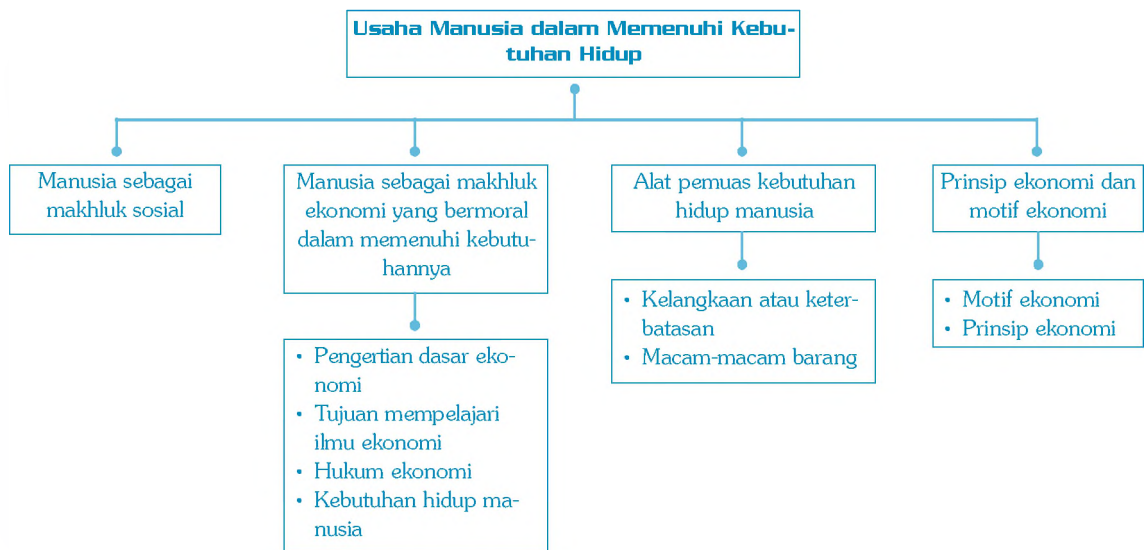 Usaha Manusia dalam Memenuhi Kebu-
tuhan Hidup
Manusia sebagai
makhluk sosial
Manusia sebagai makhluk
ekonomi yang bermoral
dalam memenuhi kebutu-
hannya
Alat pemuas kebutuhan
hidup manusia
Prinsip ekonomi dan
motif ekonomi
• Pengertian dasar eko-
nomi
• Tujuan mempelajari
ilmu ekonomi
• Hukum ekonomi
• Kebutuhan hidup ma-
nusia
• Kelangkaan atau keter-
batasan
• Macam-macam barang
• Motif ekonomi
• Prinsip ekonomi